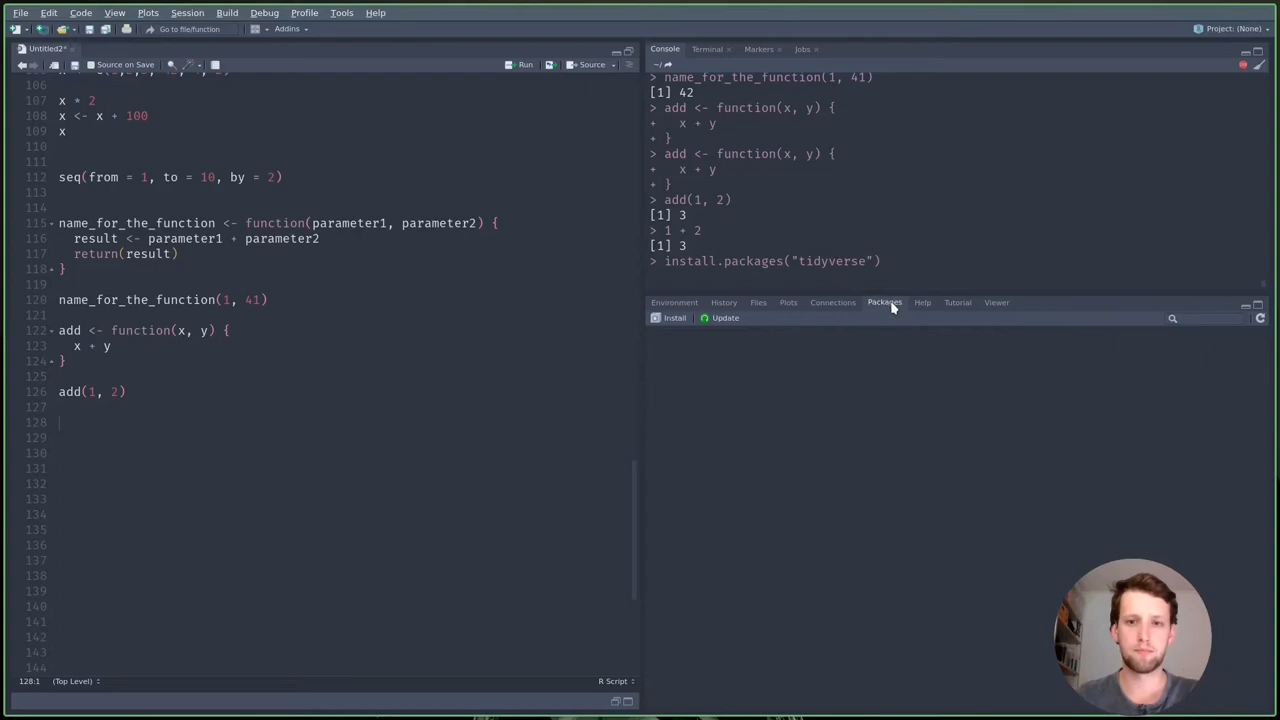 File Edit Code View Plots Session Build Debug Profile Tools Help
Go to file/function Addins Project: (None)
Untitled2*
Source on Save Run Source
106
107 x * 2
108 x <- x + 100
109 x
110
111
112 seq(from = 1, to = 10, by = 2)
113
114
115 name_for_the_function <- function(parameter1, parameter2) {
116 result <- parameter1 + parameter2
117 return(result)
118 }
119
120 name_for_the_function(1, 41)
121
122 add <- function(x, y) {
123 x + y
124 }
125
126 add(1, 2)
127
128
129
130
131
132
133
134
135
136
137
138
139
140
141
142
143
144
128:1 (Top Level) R Script
Console Terminal Markers Jobs
~/
> name_for_the_function(1, 41)
[1] 42
> add <- function(x, y) {
+ x + y
+ }
> add <- function(x, y) {
+ x + y
+ }
> add(1, 2)
[1] 3
> 1 + 2
[1] 3
> install.packages("tidyverse")
Environment History Files Plots Connections Packages Help Tutorial Viewer
Install Update